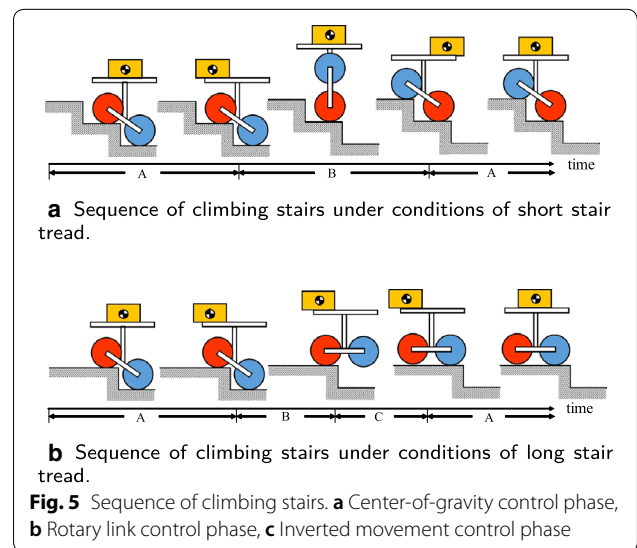 time
A B A
a Sequence of climbing stairs under conditions of short stair
tread.
time
A B C A
b Sequence of climbing stairs under conditions of long stair
tread.
Fig. 5 Sequence of climbing stairs. a Center-of-gravity control phase,
b Rotary link control phase, c Inverted movement control phase